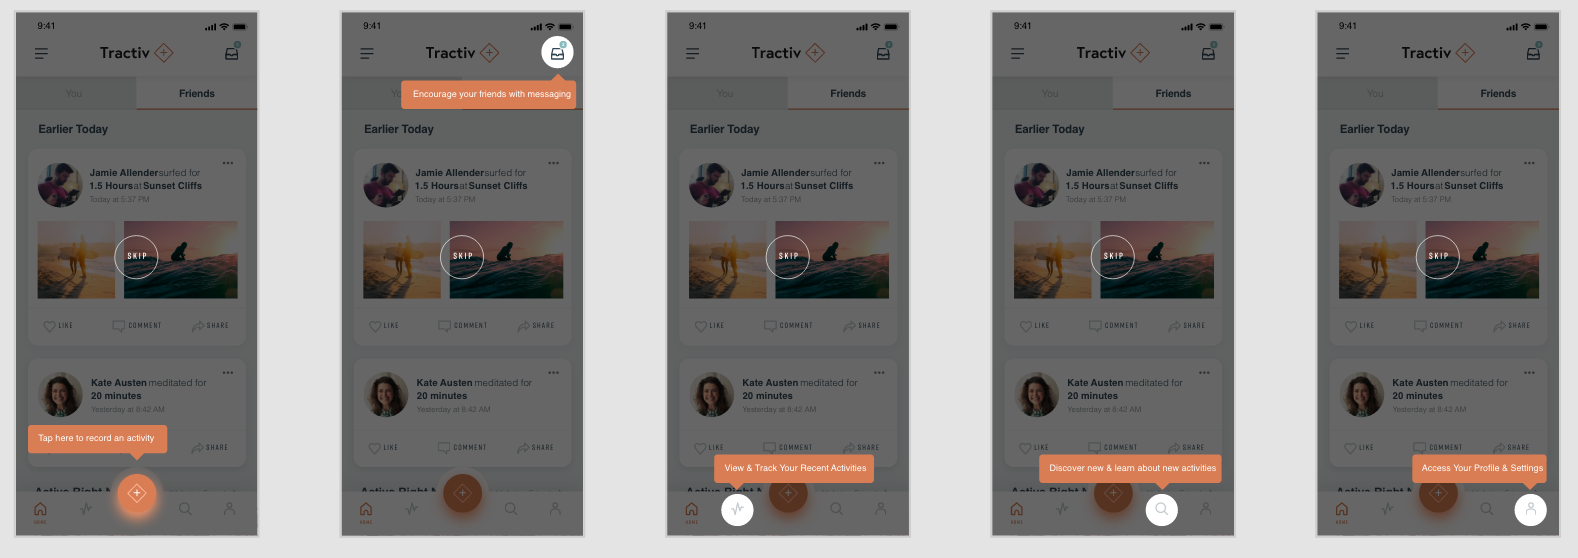 9:41
Tractiv
You
Friends
Earlier Today
Jamie Allender surfed for
1.5 Hours at Sunset Cliffs
Today at 5:37 PM
SKIP
LIKE
COMMENT
SHARE
Kate Austen meditated for
20 minutes
Yesterday at 8:42 AM
Tap here to record an activity
SHARE
Active Right
HOME
9:41
Tractiv
Encourage your friends with messaging
Earlier Today
Jamie Allender surfed for
1.5 Hours at Sunset Cliffs
Today at 5:37 PM
SKIP
LIKE
COMMENT
SHARE
Kate Austen meditated for
20 minutes
Yesterday at 8:42 AM
LIKE
COMMENT
SHARE
Active Right
HOME
9:41
Tractiv
You
Friends
Earlier Today
Jamie Allender surfed for
1.5 Hours at Sunset Cliffs
Today at 5:37 PM
SKIP
LIKE
COMMENT
SHARE
Kate Austen meditated for
20 minutes
Yesterday at 8:42 AM
LIKE
COMMENT
SHARE
View & Track Your Recent Activities
HOME
9:41
Tractiv
You
Friends
Earlier Today
Jamie Allender surfed for
1.5 Hours at Sunset Cliffs
Today at 5:37 PM
SKIP
LIKE
COMMENT
SHARE
Kate Austen meditated for
20 minutes
Yesterday at 8:42 AM
LIKE
COMMENT
SHARE
Discover new & learn about new activities
HOME
9:41
Tractiv
You
Friends
Earlier Today
Jamie Allender surfed for
1.5 Hours at Sunset Cliffs
Today at 5:37 PM
SKIP
LIKE
COMMENT
SHARE
Kate Austen meditated for
20 minutes
Yesterday at 8:42 AM
LIKE
COMMENT
SHARE
Access Your Profile & Settings
Active Right
HOME